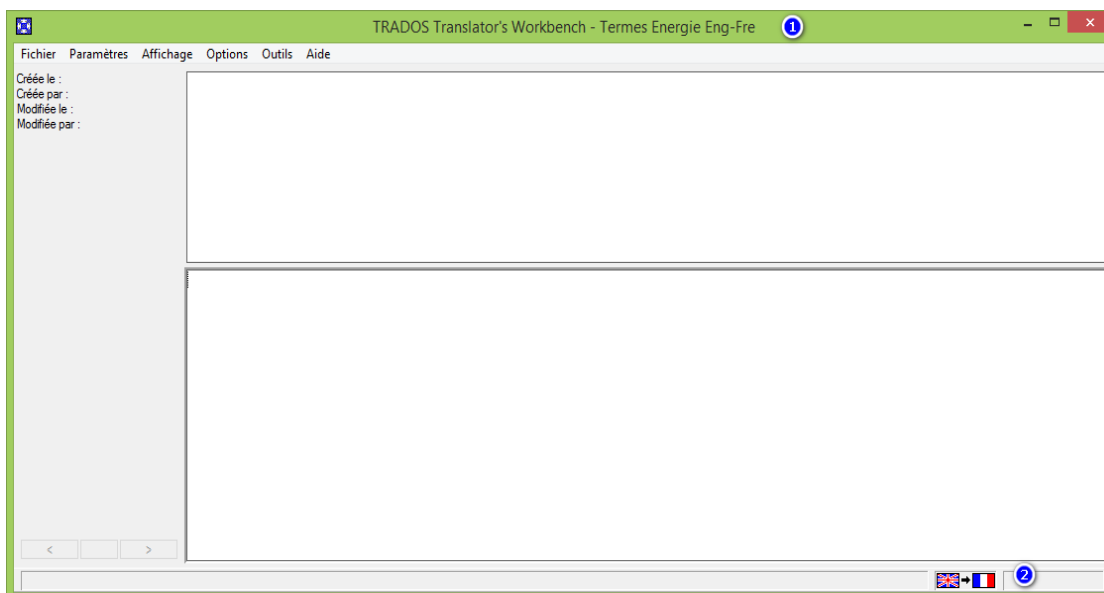 TRADOS Translator's Workbench - Termes Energie Eng-Fre 1
Fichier Paramètres Affichage Options Outils Aide
Créée le :
Créée par :
Modifiée le :
Modifiée par :
< >
2